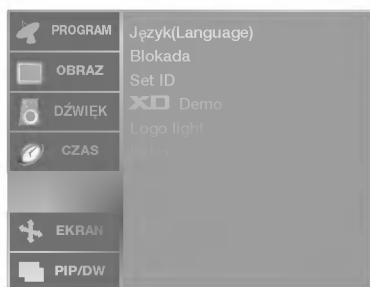 PROGRAM
OBRAZ
DŹWIĘK
CZAS
EKRAN
PIP/DW
Język(Language)
Blokada
Set ID
XD Demo
Logo light